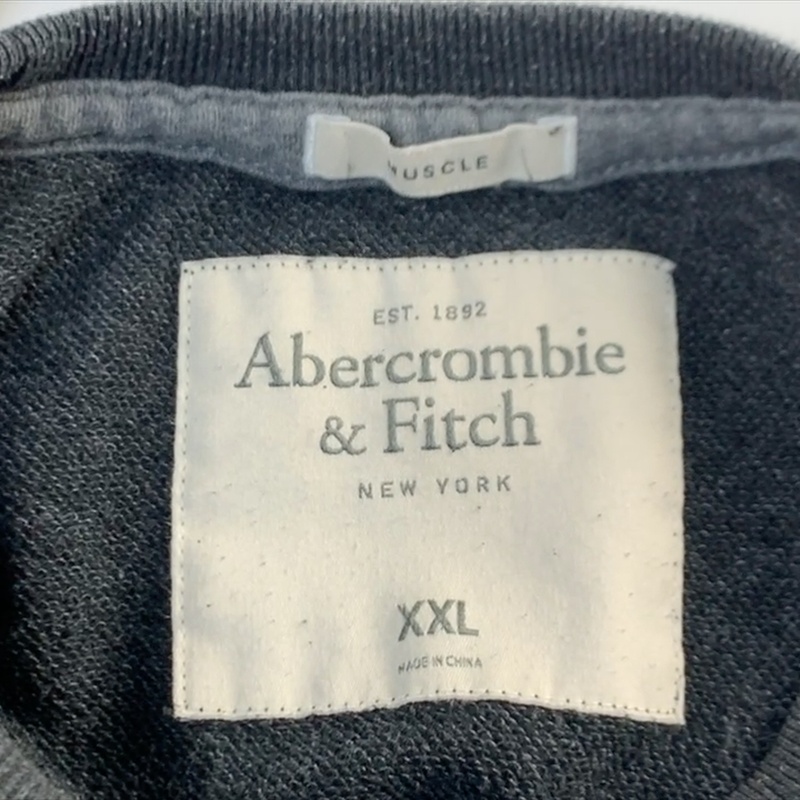 MUSCLE
EST. 1892
Abercrombie
& Fitch
NEW YORK
XXL
MADE IN CHINA